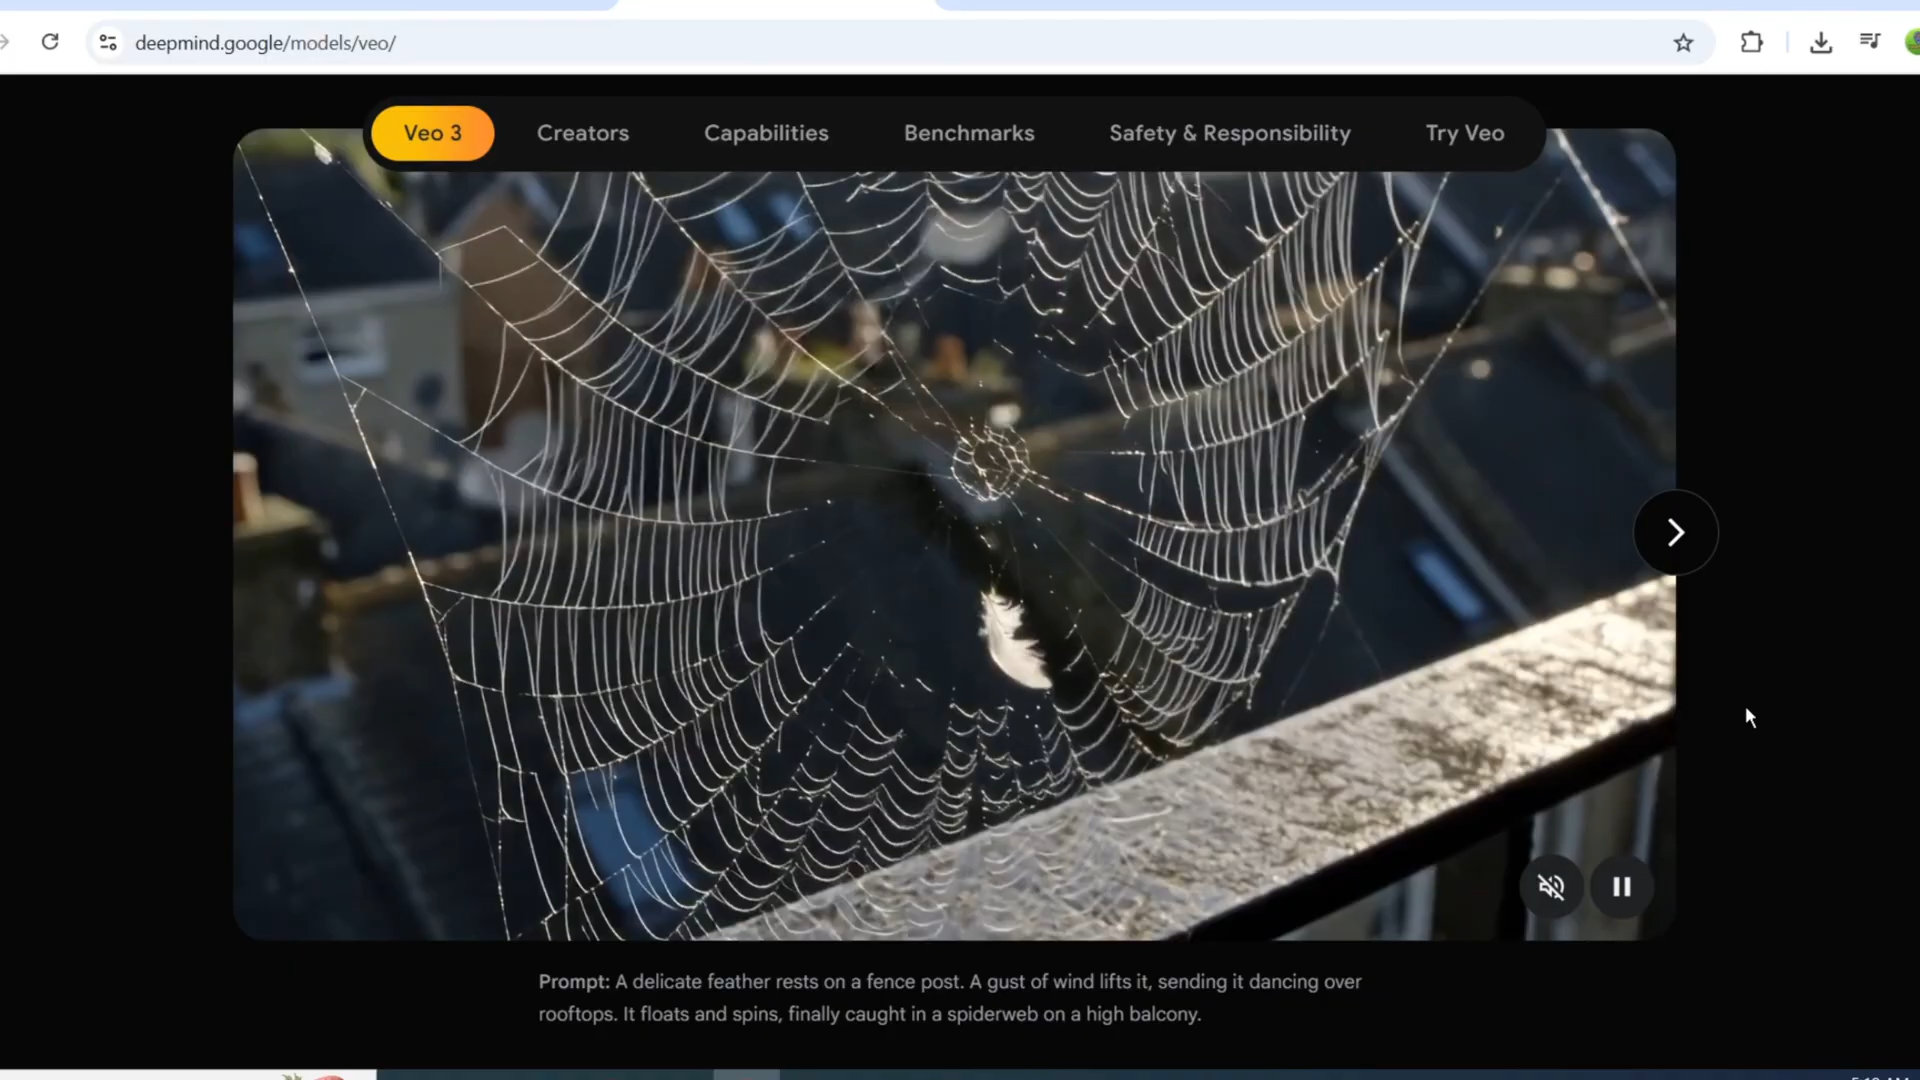 deepmind.google/models/veo/
Veo 3
Creators
Capabilities
Benchmarks
Safety & Responsibility
Try Veo
Prompt: A delicate feather rests on a fence post. A gust of wind lifts it, sending it dancing over
rooftops. It floats and spins, finally caught in a spiderweb on a high balcony.